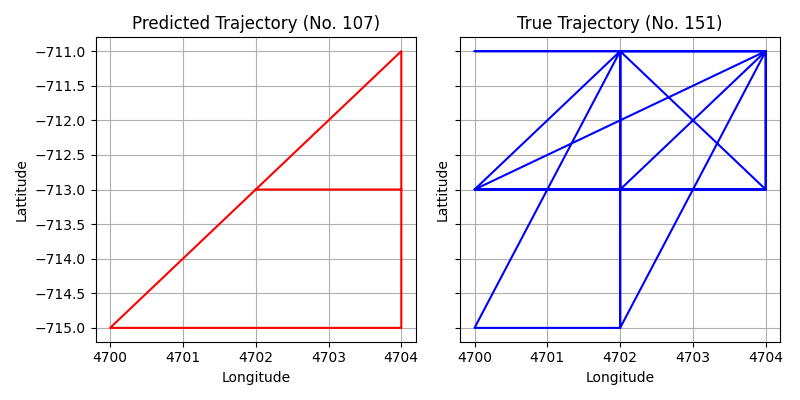 Predicted Trajectory (No. 107)
True Trajectory (No. 151)
−711.0
−711.5
−712.0
−712.5
−713.0
−713.5
−714.0
−714.5
−715.0
Lattitude
Lattitude
4700 4701 4702 4703 4704
4700 4701 4702 4703 4704
Longitude
Longitude